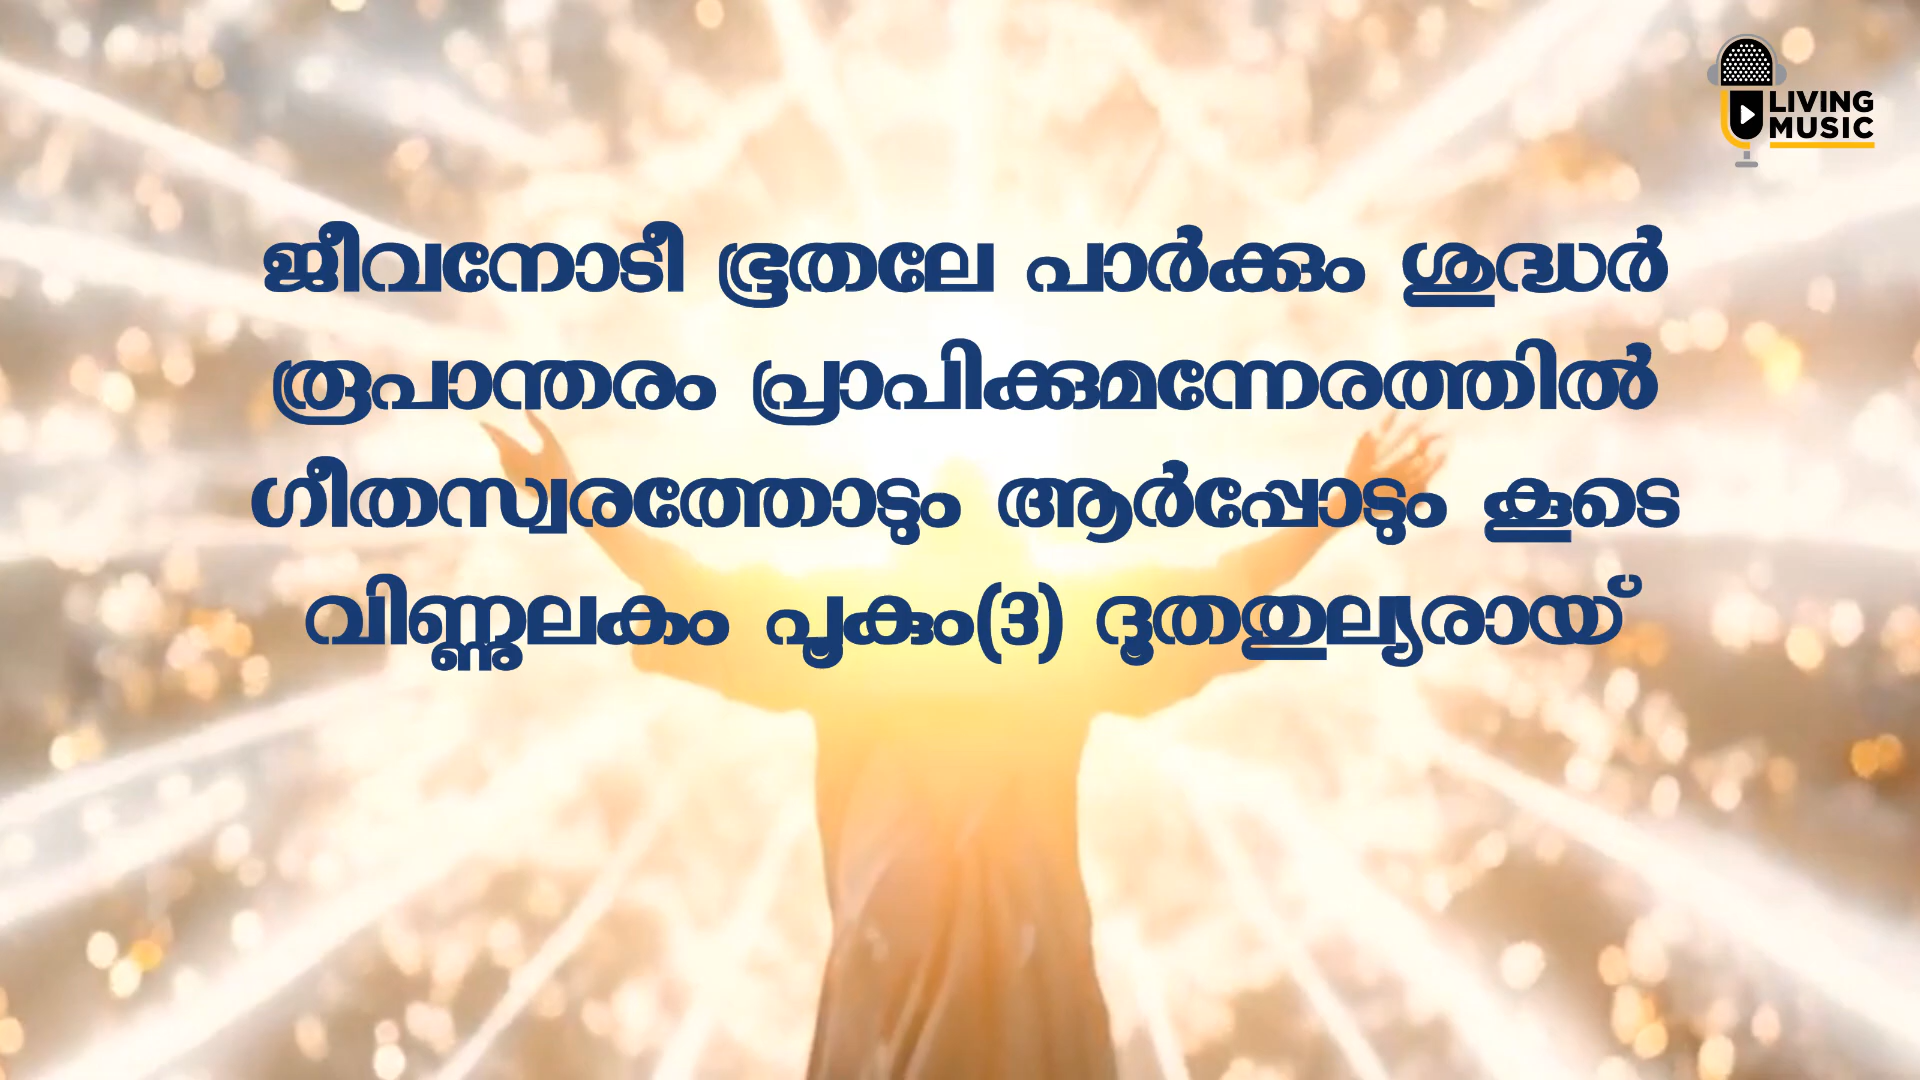 LIVING
MUSIC
ജീവനോടീ ഭൂതലേ പാർക്കും ശുദ്ധർ
രൂപാന്തരം പ്രാപിക്കുമന്നേരത്തിൽ
ഗീതസ്വരത്തോടും ആർപ്പോടും കൂടെ
വിണ്ണുലകം പൂകും(3) ദൂതതുല്യരായ്